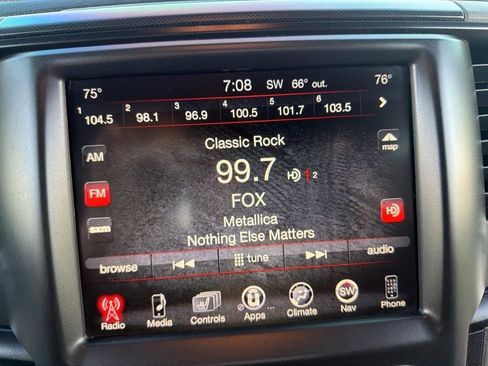 75° 7:08 SW 66° out. 76°
1 104.5 2 98.1 3 96.9 4 100.5 5 101.7 6 103.5
Classic Rock
AM
map
99.7 HD 1 2
FM
FOX
HD
Metallica
sxm
Nothing Else Matters
browse tune audio
SW
Radio Media Controls Apps Climate Nav Phone